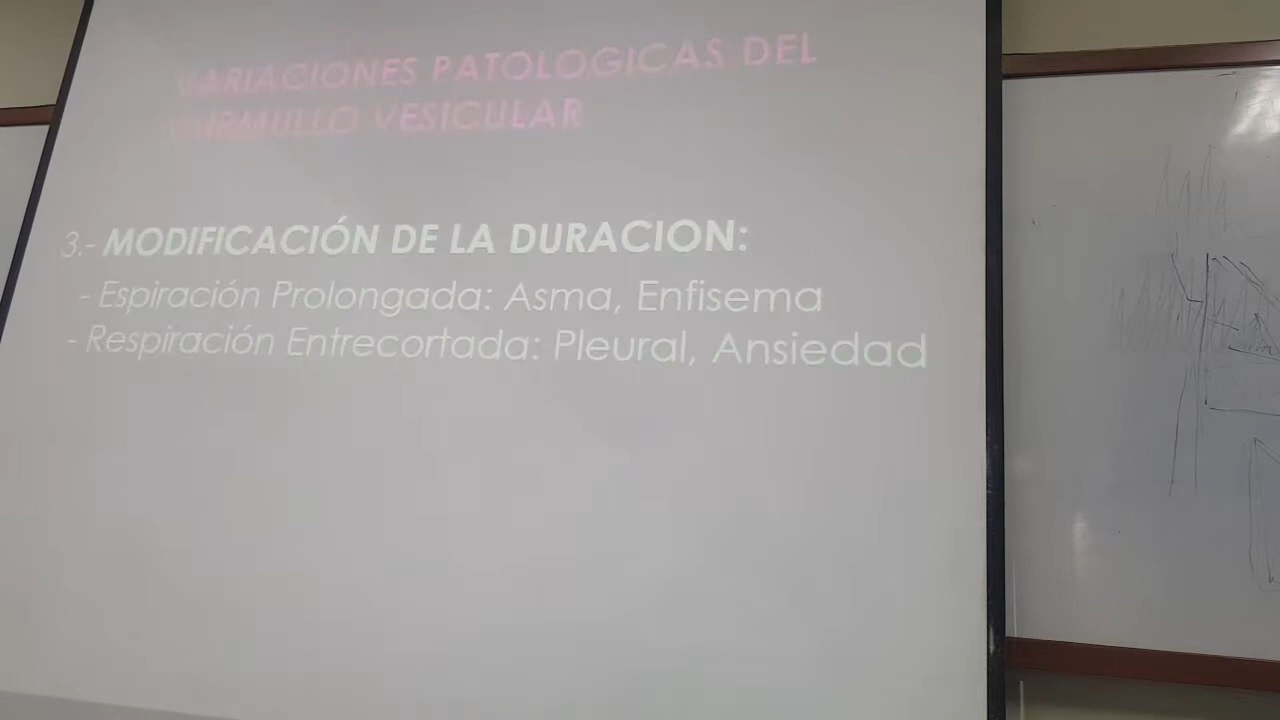 VARIACIONES PATOLOGICAS DEL
MURMULLO VESICULAR
3.- MODIFICACIÓN DE LA DURACION:
- Espiración Prolongada: Asma, Enfisema
- Respiración Entrecortada: Pleural, Ansiedad